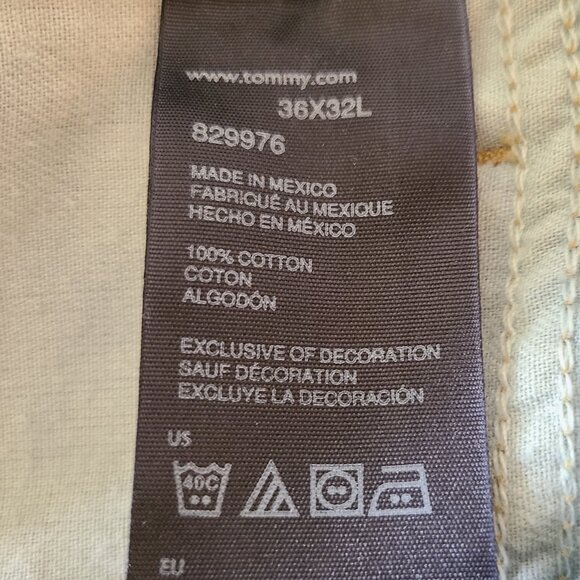 www.tommy.com
36X32L
829976
MADE IN MEXICO
FABRIQUÉ AU MEXIQUE
HECHO EN MÉXICO
100% COTTON
COTON
ALGODÓN
EXCLUSIVE OF DECORATION
SAUF DÉCORATION
EXCLUYE LA DECORACIÓN
US
40C
EU